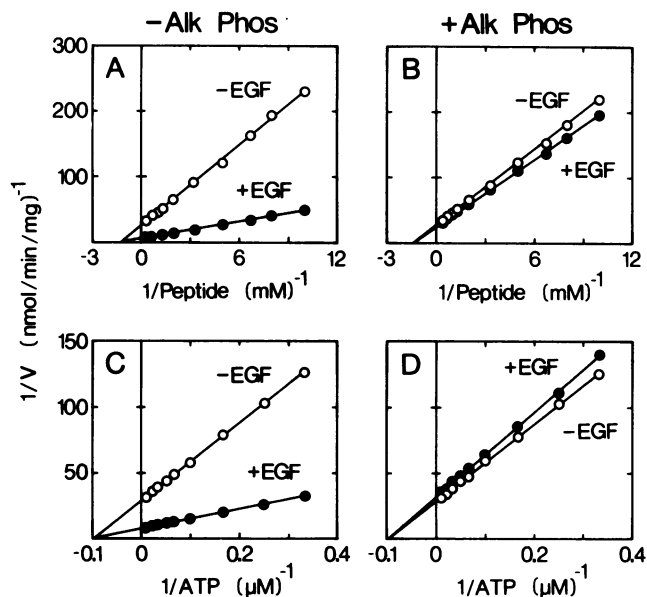 -Alk Phos
+Alk Phos
300
200
100
A
-EGF
+EGF
-3 0 6 12
1/Peptide (mM)⁻¹
B
-EGF
+EGF
-3 0 6 12
1/Peptide (mM)⁻¹
1/V (nmol/min/mg)⁻¹
150
100
50
C
-EGF
+EGF
-0.1 0 0.2 0.4
1/ATP (µM)⁻¹
D
+EGF
-EGF
-0.1 0 0.2 0.4
1/ATP (µM)⁻¹